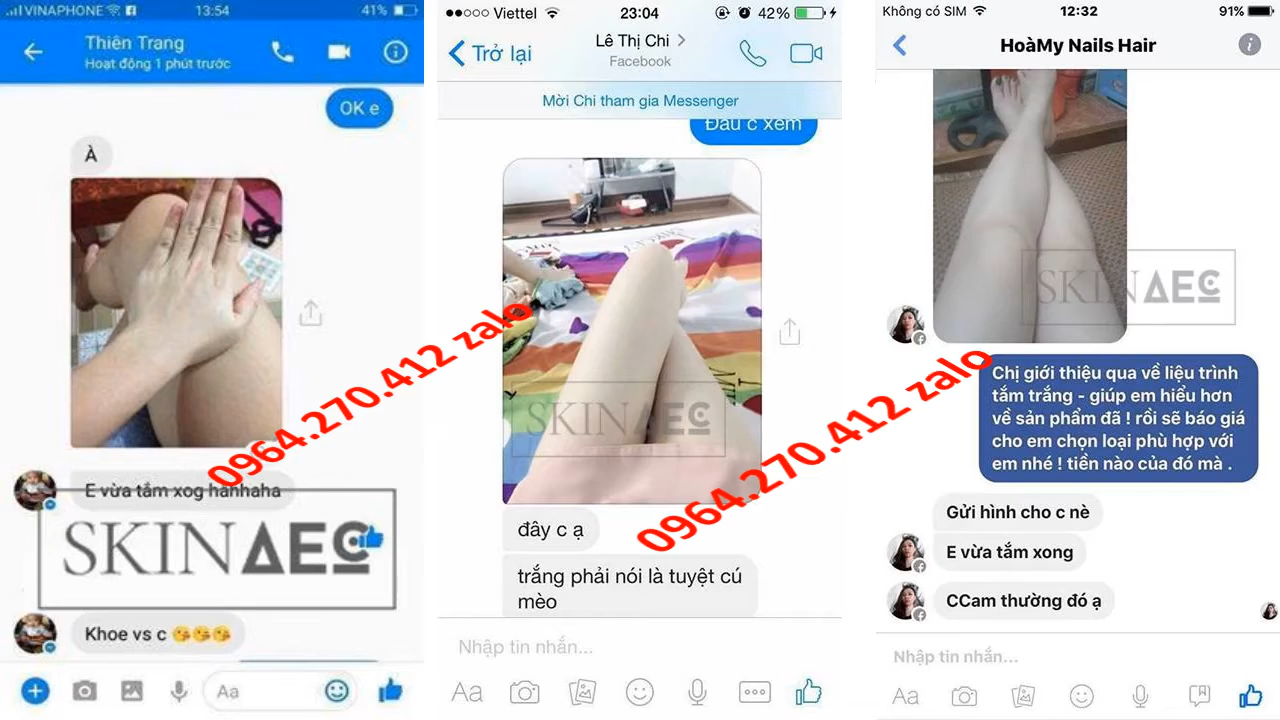 VINAPHONE
13:54
41%
Thiên Trang
Hoạt động 1 phút trước
OK e
À
E vừa tắm xog hahhaha
SKINAEC
Khoe vs c 😘😘😘
Aa
Viettel
23:04
42%
Trở lại
Lê Thị Chi
Facebook
Mời Chi tham gia Messenger
Đâu c xem
SKINAEC
đây c ạ
trắng phải nói là tuyệt cú
mèo
Nhập tin nhắn...
Aa
Không có SIM
12:32
91%
HoàMy Nails Hair
SKINAEC
Chị giới thiệu qua về liệu trình
tắm trắng - giúp em hiểu hơn
về sản phẩm đã ! rồi sẽ báo giá
cho em chọn loại phù hợp với
em nhé ! tiền nào của đó mà .
Gửi hình cho c nè
E vừa tắm xong
CCam thường đó ạ
Nhập tin nhắn...
Aa
0964.270.412 zalo
0964.270.412 zalo